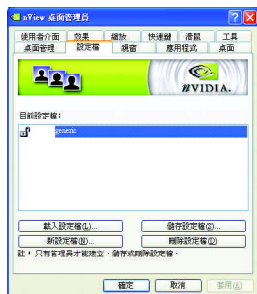 nView 桌面管理員
使用者介面 效果 縮放 快速鍵 滑鼠 工具
桌面管理 設定檔 視窗 應用程式 桌面
NVIDIA.
目前設定檔:
generic
載入設定檔(L)... 儲存設定檔(S)...
新設定檔(N)... 刪除設定檔(D)
註，只有管理員才能建立、儲存或刪除設定檔。
確定 取消 套用(A)